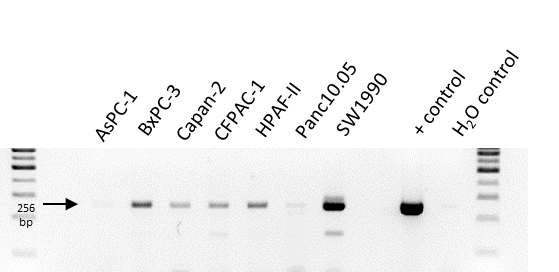 AsPC-1
BxPC-3
Capan-2
CFPAC-1
HPAF-II
Panc10.05
SW1990
+ control
H₂O control
256
bp